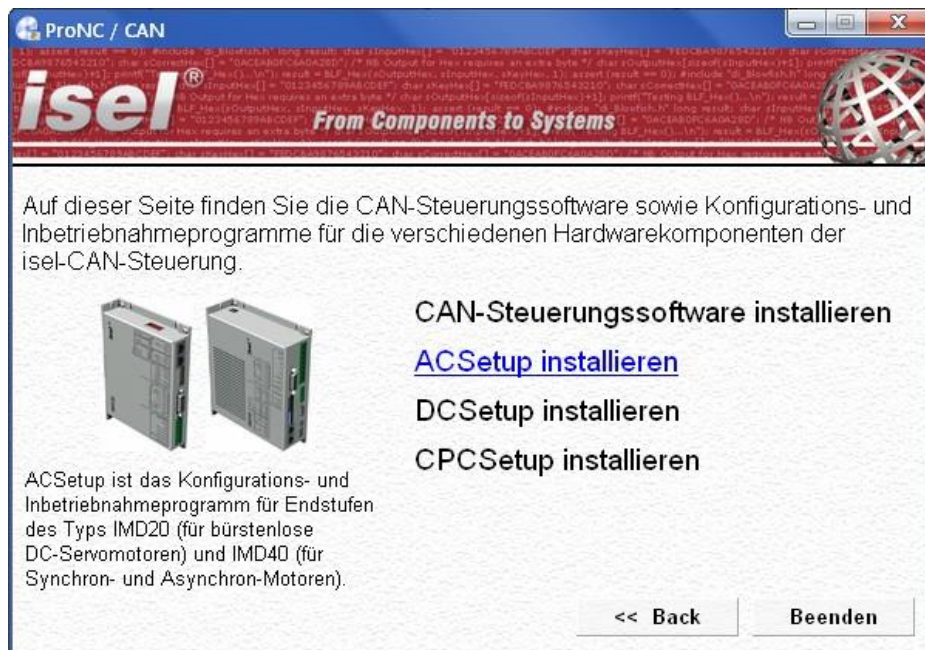 ProNC / CAN
isel®
From Components to Systems
Auf dieser Seite finden Sie die CAN-Steuerungssoftware sowie Konfigurations- und
Inbetriebnahmeprogramme für die verschiedenen Hardwarekomponenten der
isel-CAN-Steuerung.
CAN-Steuerungssoftware installieren
ACSetup installieren
DCSetup installieren
CPCSetup installieren
ACSetup ist das Konfigurations- und
Inbetriebnahmeprogramm für Endstufen
des Typs IMD20 (für bürstenlose
DC-Servomotoren) und IMD40 (für
Synchron- und Asynchron-Motoren).
<< Back
Beenden